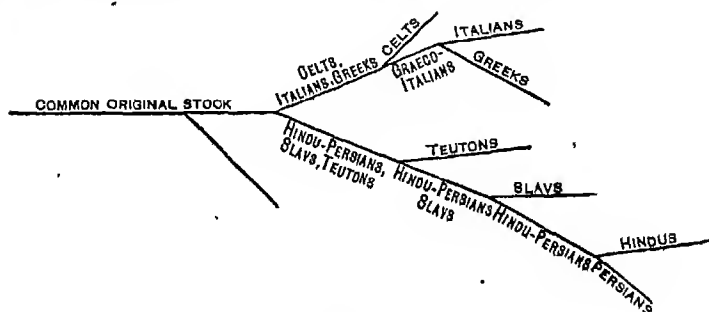 COMMON ORIGINAL STOCK
CELTS,
ITALIANS, GREEKS
CELTS
GRAECO-
ITALIANS
ITALIANS
GREEKS
HINDU-PERSIANS,
SLAVS, TEUTONS
TEUTONS
HINDU-PERSIANS
SLAVS
SLAVS
HINDU-PERSIANS
HINDUS
PERSIANS